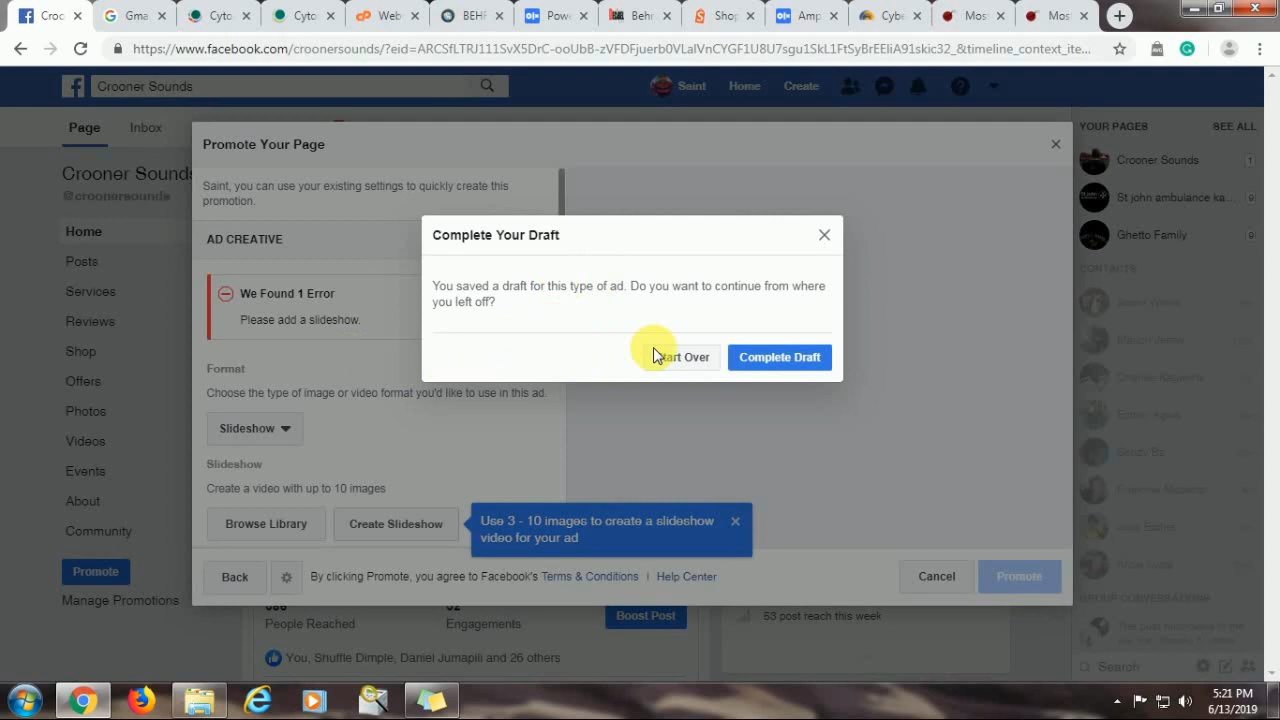 Croo
Gma
Cyto
Cyto
Web
BEHF
Powe
Behr
Shop
Amp
Cybe
Most
Most
https://www.facebook.com/croonersounds/?eid=ARCSfLTRJ111SvX5DrC-ooUbB-zVFDFjuerb0VLalVnCYGF1U8U7sgu1SkL1FtSyBrEEliA91skic32_&timeline_context_ite...
Crooner Sounds
Saint
Home
Create
Page
Inbox
Crooner Sounds
@croonersounds
Home
Posts
Services
Reviews
Shop
Offers
Photos
Videos
Events
About
Community
Promote
Manage Promotions
Promote Your Page
Saint, you can use your existing settings to quickly create this
promotion.
AD CREATIVE
We Found 1 Error
Please add a slideshow.
Format
Choose the type of image or video format you'd like to use in this ad.
Slideshow
Slideshow
Create a video with up to 10 images
Browse Library
Create Slideshow
Use 3 - 10 images to create a slideshow
video for your ad
Back
By clicking Promote, you agree to Facebook's Terms & Conditions | Help Center
Cancel
Promote
Complete Your Draft
You saved a draft for this type of ad. Do you want to continue from where
you left off?
art Over
Complete Draft
People Reached
Engagements
Boost Post
53 post reach this week
You, Shuffle Dimple, Daniel Jumapili and 26 others
YOUR PAGES
SEE ALL
Crooner Sounds
1
St john ambulance ka...
9
Ghetto Family
9
CONTACTS
GROUP CONVERSATIONS
Search
5:21 PM
6/13/2019